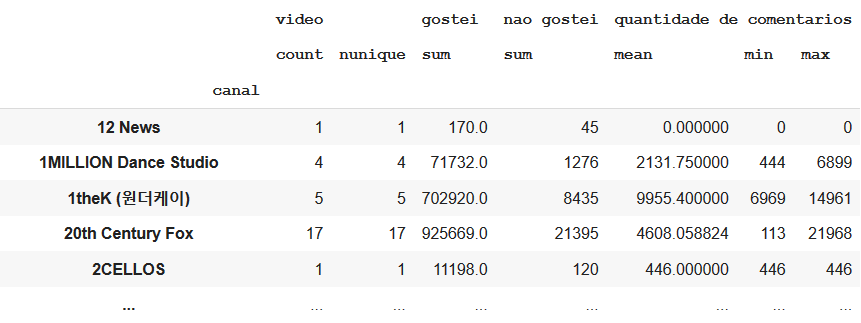 video gostei nao gostei quantidade de comentarios
count nunique sum sum mean min max
canal
12 News 1 1 170.0 45 0.000000 0 0
1MILLION Dance Studio 4 4 71732.0 1276 2131.750000 444 6899
1theK (원더케이) 5 5 702920.0 8435 9955.400000 6969 14961
20th Century Fox 17 17 925669.0 21395 4608.058824 113 21968
2CELLOS 1 1 11198.0 120 446.000000 446 446
... ... ... ... ... ... ... ...